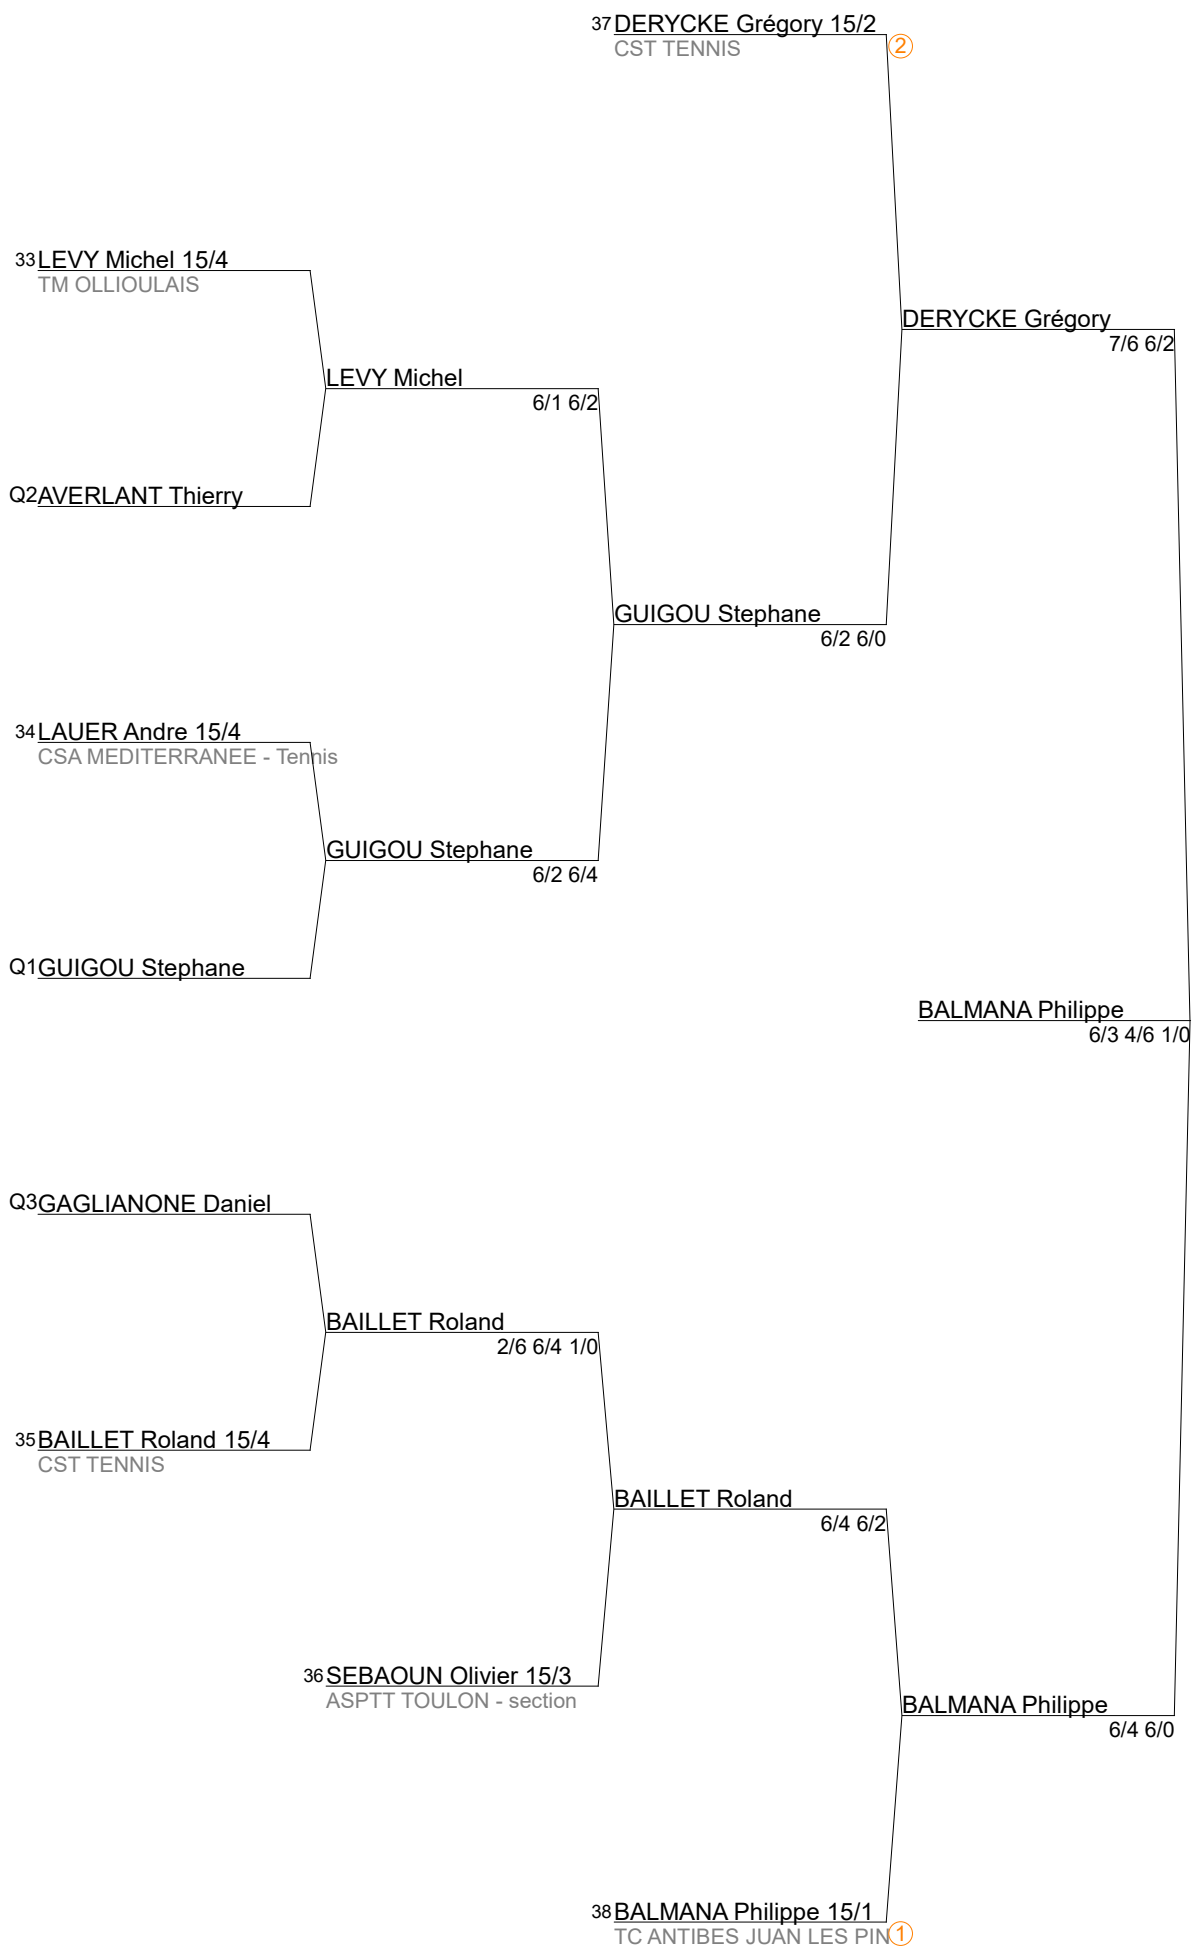 37 DERYCKE Grégory 15/2
CST TENNIS
2
33 LEVY Michel 15/4
TM OLLIOULAIS
DERYCKE Grégory
7/6 6/2
LEVY Michel
6/1 6/2
Q2 AVERLANT Thierry
GUIGOU Stephane
6/2 6/0
34 LAUER Andre 15/4
CSA MEDITERRANEE - Tennis
GUIGOU Stephane
6/2 6/4
Q1 GUIGOU Stephane
BALMANA Philippe
6/3 4/6 1/0
Q3 GAGLIANONE Daniel
BAILLET Roland
2/6 6/4 1/0
35 BAILLET Roland 15/4
CST TENNIS
BAILLET Roland
6/4 6/2
36 SEBAOUN Olivier 15/3
ASPTT TOULON - section
BALMANA Philippe
6/4 6/0
38 BALMANA Philippe 15/1
TC ANTIBES JUAN LES PIN
1